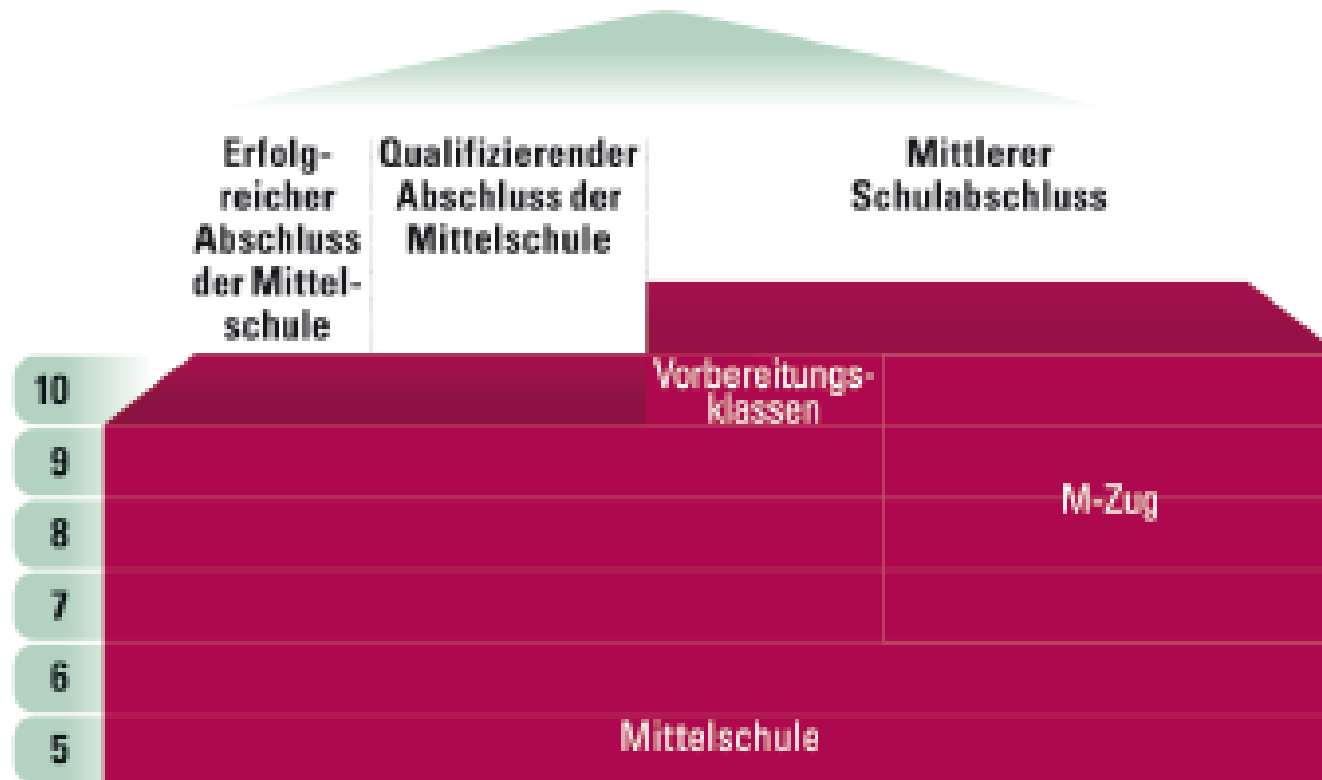 Erfolg-
reicher
Abschluss
der Mittel-
schule
Qualifizierender
Abschluss der
Mittelschule
Mittlerer
Schulabschluss
10
Vorbereitungs-
klassen
9
M-Zug
8
7
6
5
Mittelschule